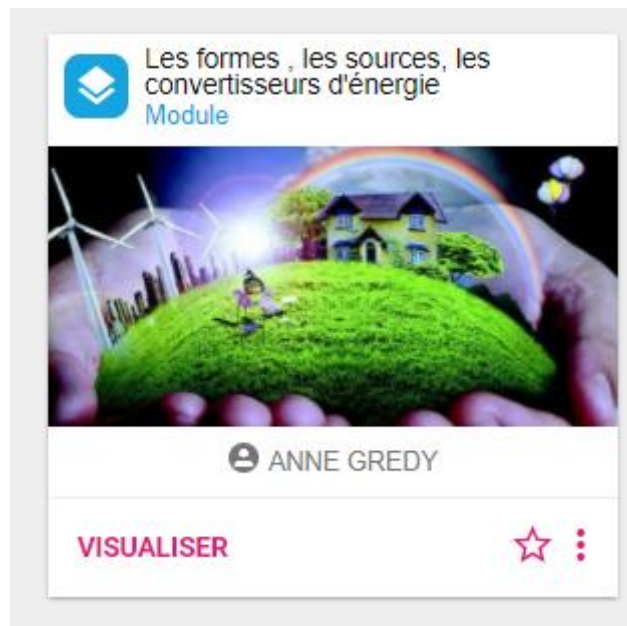 Les formes , les sources, les
convertisseurs d'énergie
Module
ANNE GREDY
VISUALISER